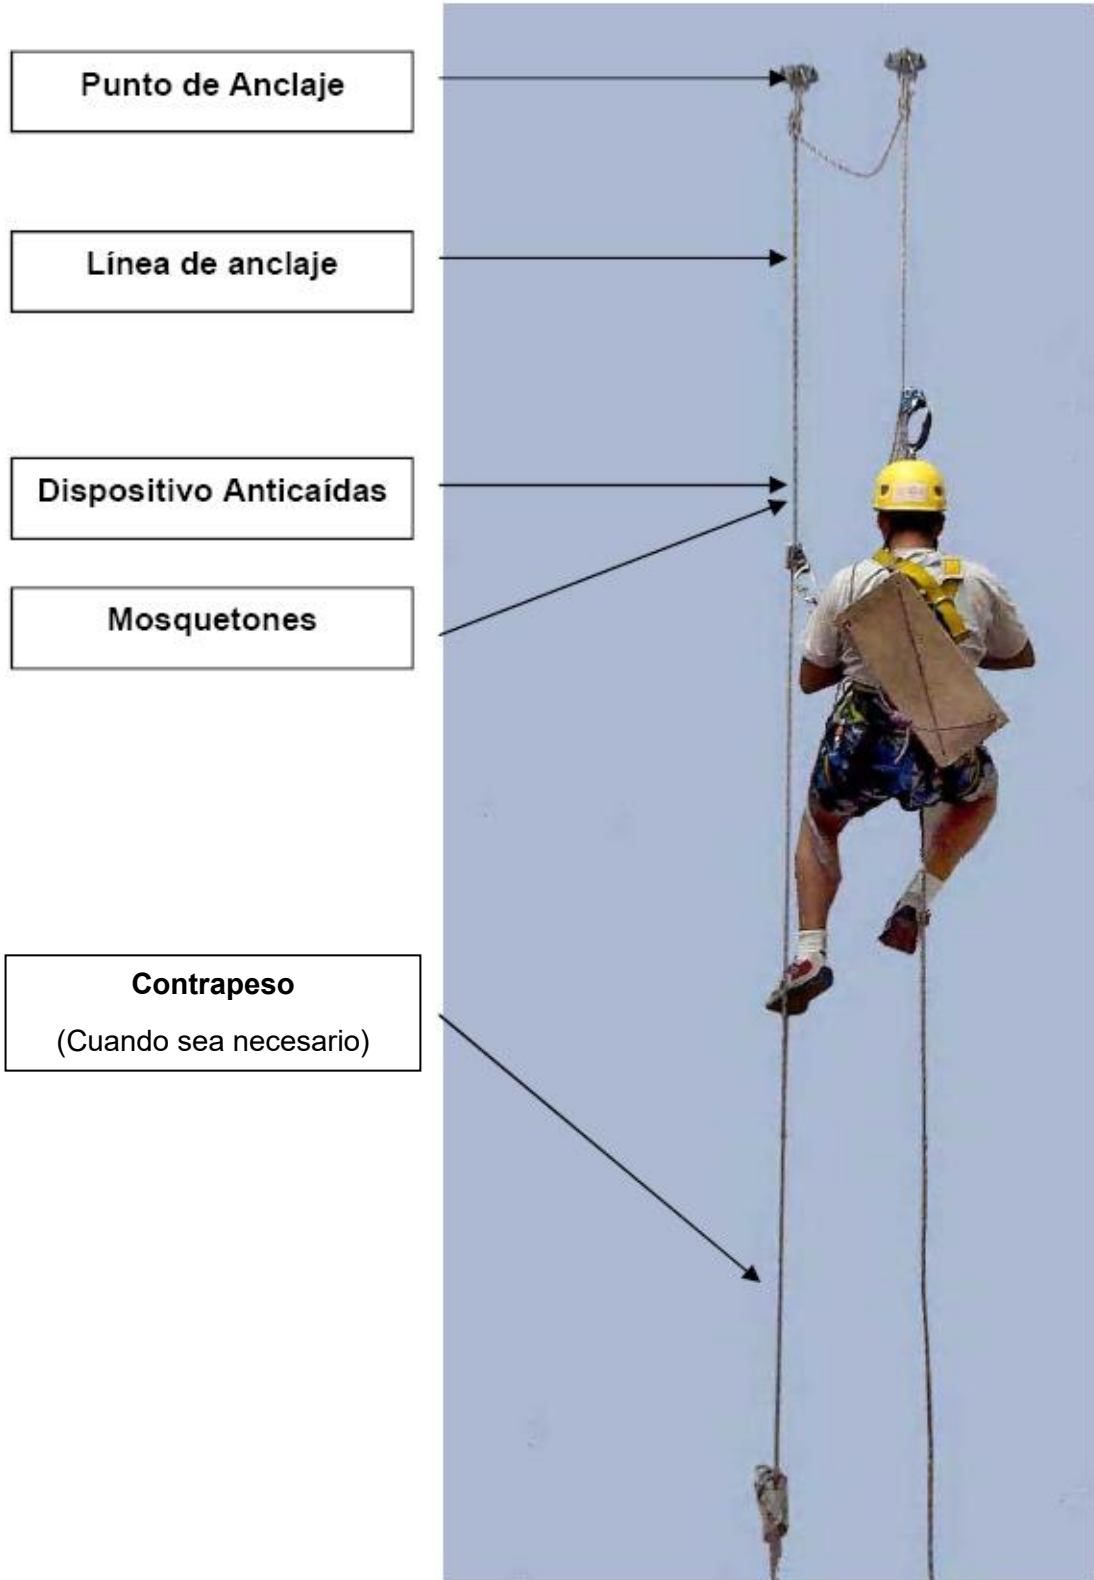 Punto de Anclaje
Línea de anclaje
Dispositivo Anticaídas
Mosquetones
Contrapeso
(Cuando sea necesario)